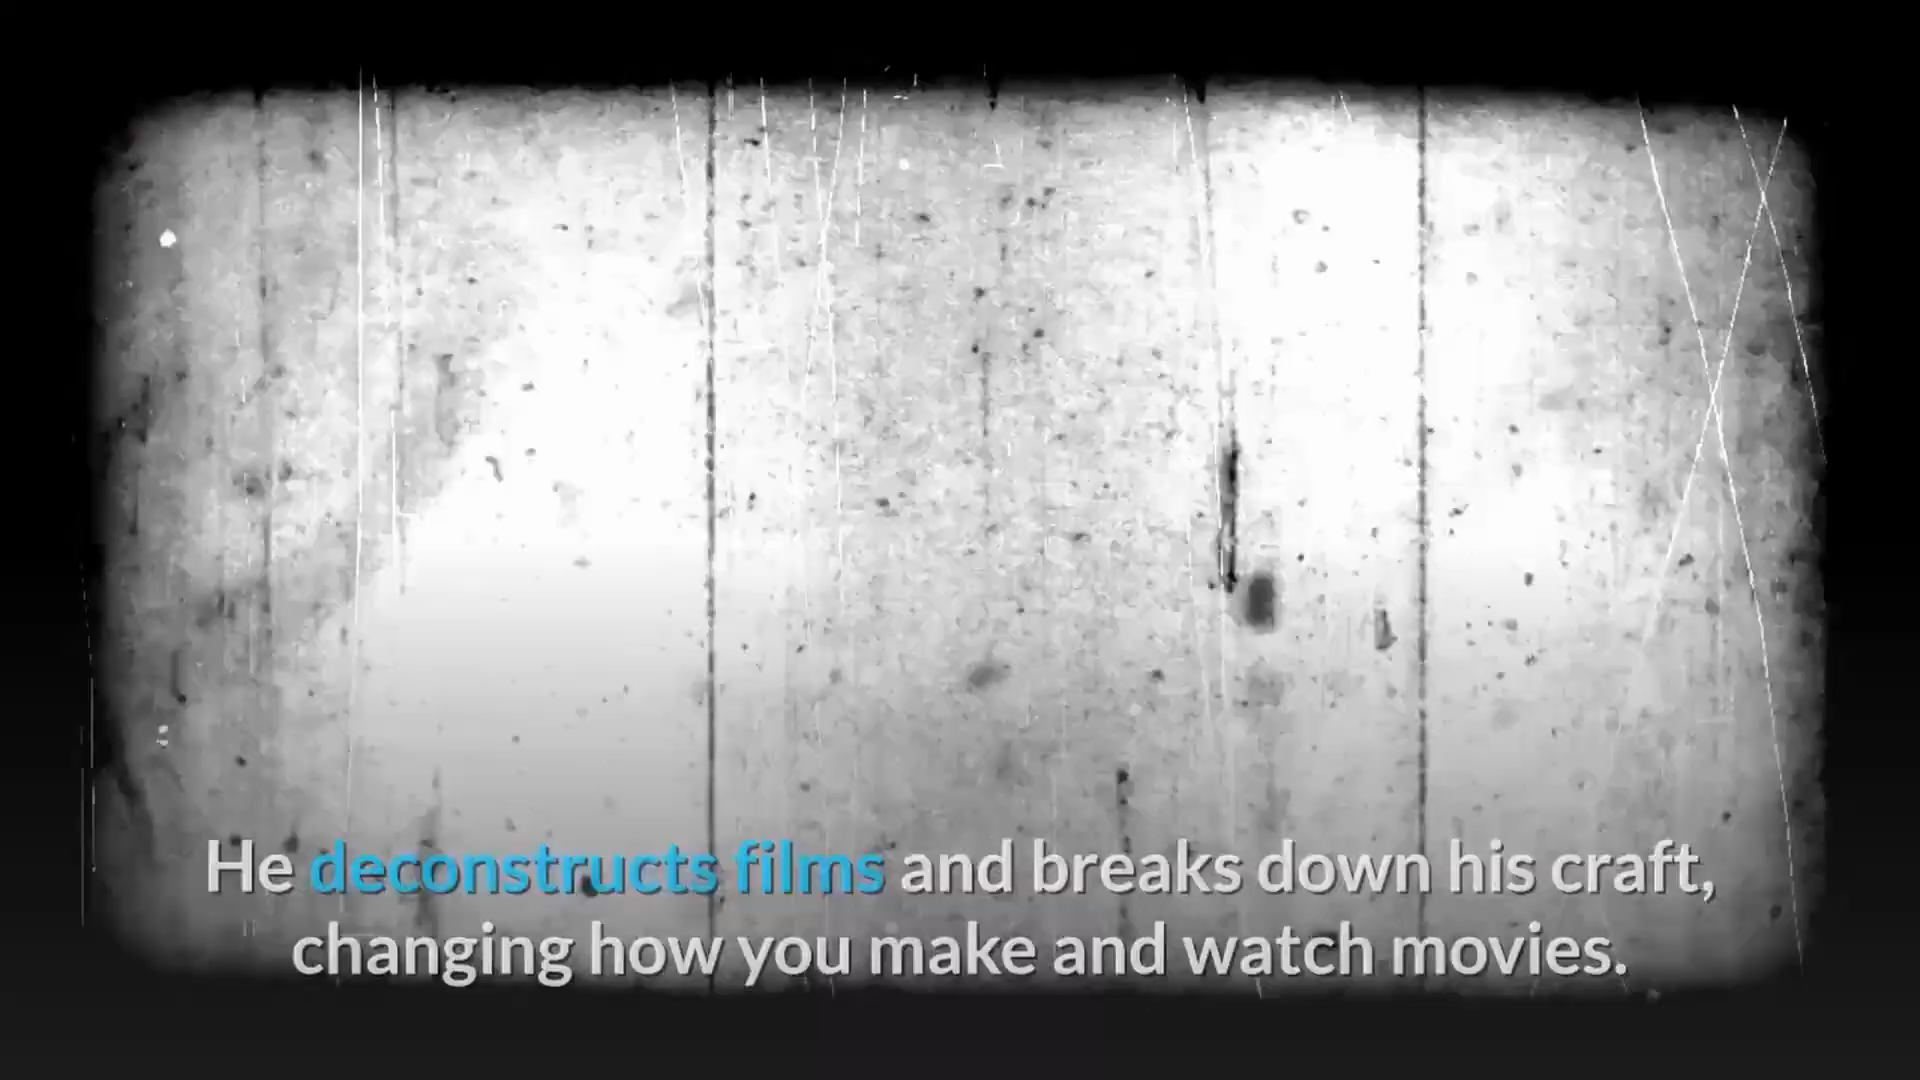 He deconstructs films and breaks down his craft,
changing how you make and watch movies.